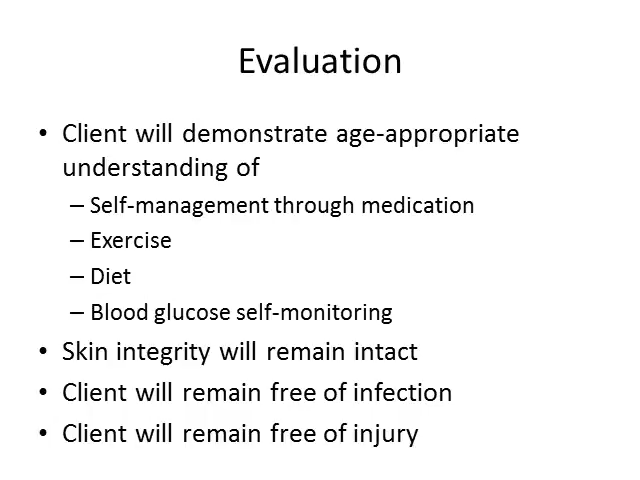 Evaluation
• Client will demonstrate age-appropriate
understanding of
– Self-management through medication
– Exercise
– Diet
– Blood glucose self-monitoring
• Skin integrity will remain intact
• Client will remain free of infection
• Client will remain free of injury